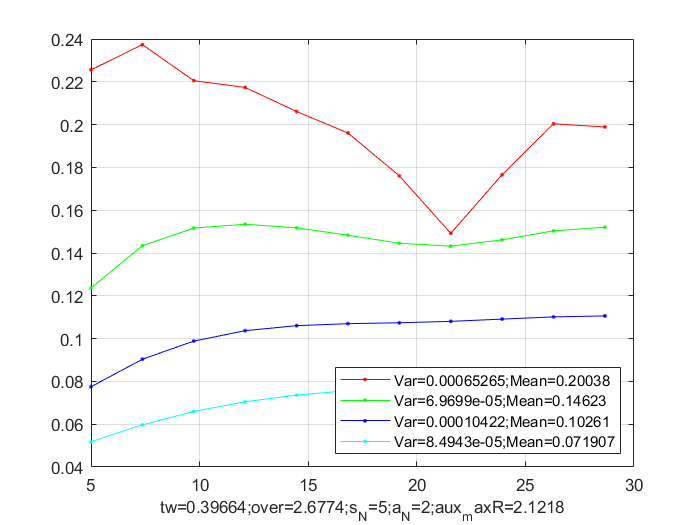 0.24
0.22
0.2
0.18
0.16
0.14
0.12
0.1
0.08
0.06
0.04
Var=0.00065265;Mean=0.20038
Var=6.9699e-05;Mean=0.14623
Var=0.00010422;Mean=0.10261
Var=8.4943e-05;Mean=0.071907
5 10 15 20 25 30
tw=0.39664;over=2.6774;s_N=5;a_N=2;aux_maxR=2.1218